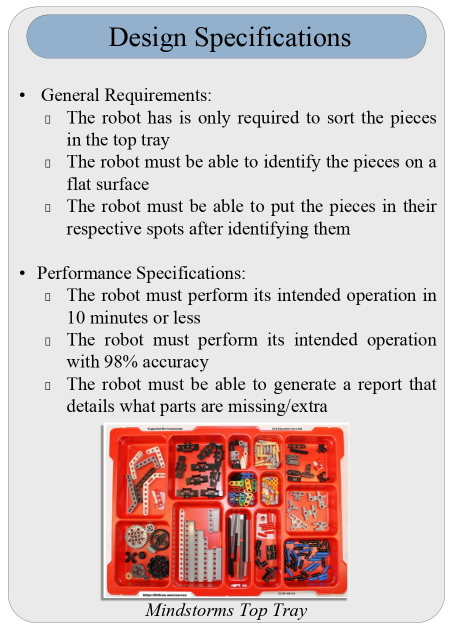 Design Specifications
• General Requirements:
▯ The robot has is only required to sort the pieces
in the top tray
▯ The robot must be able to identify the pieces on a
flat surface
▯ The robot must be able to put the pieces in their
respective spots after identifying them
• Performance Specifications:
▯ The robot must perform its intended operation in
10 minutes or less
▯ The robot must perform its intended operation
with 98% accuracy
▯ The robot must be able to generate a report that
details what parts are missing/extra
Mindstorms Top Tray